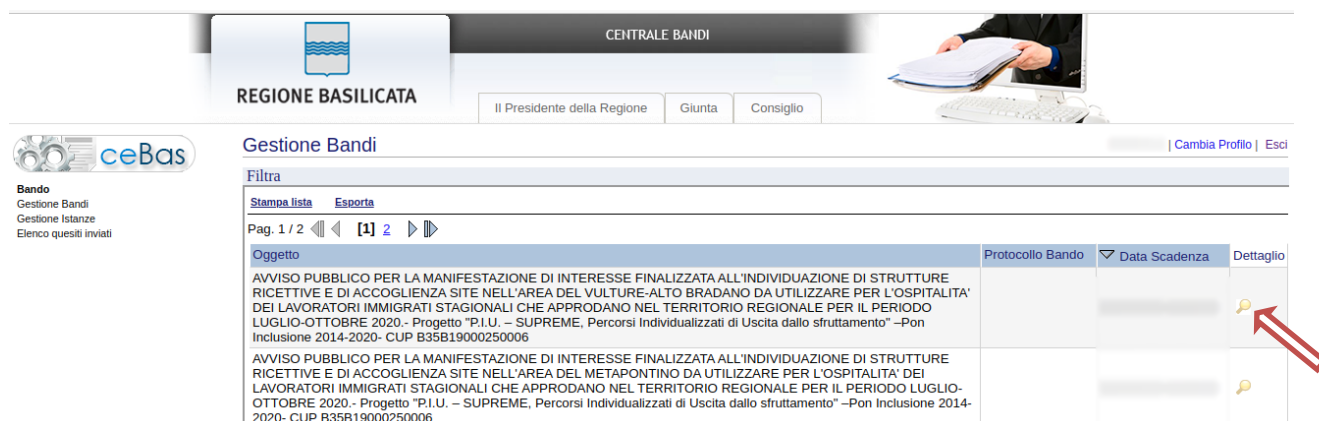 CENTRALE BANDI
REGIONE BASILICATA
Il Presidente della Regione Giunta Consiglio
ceBas
Gestione Bandi
| Cambia Profilo | Esci
Bando
Gestione Bandi
Gestione Istanze
Elenco quesiti inviati
Filtra
Stampa lista Esporta
Pag. 1 / 2 [1] 2
Oggetto Protocollo Bando Data Scadenza Dettaglio
AVVISO PUBBLICO PER LA MANIFESTAZIONE DI INTERESSE FINALIZZATA ALL'INDIVIDUAZIONE DI STRUTTURE
RICETTIVE E DI ACCOGLIENZA SITE NELL'AREA DEL VULTURE-ALTO BRADANO DA UTILIZZARE PER L'OSPITALITA'
DEI LAVORATORI IMMIGRATI STAGIONALI CHE APPRODANO NEL TERRITORIO REGIONALE PER IL PERIODO
LUGLIO-OTTOBRE 2020.- Progetto "P.I.U. – SUPREME, Percorsi Individualizzati di Uscita dallo sfruttamento" –Pon
Inclusione 2014-2020- CUP B35B19000250006
AVVISO PUBBLICO PER LA MANIFESTAZIONE DI INTERESSE FINALIZZATA ALL'INDIVIDUAZIONE DI STRUTTURE
RICETTIVE E DI ACCOGLIENZA SITE NELL'AREA DEL METAPONTINO DA UTILIZZARE PER L'OSPITALITA' DEI
LAVORATORI IMMIGRATI STAGIONALI CHE APPRODANO NEL TERRITORIO REGIONALE PER IL PERIODO LUGLIO-
OTTOBRE 2020.- Progetto "P.I.U. – SUPREME, Percorsi Individualizzati di Uscita dallo sfruttamento" –Pon Inclusione 2014-
2020- CUP B35B19000250006